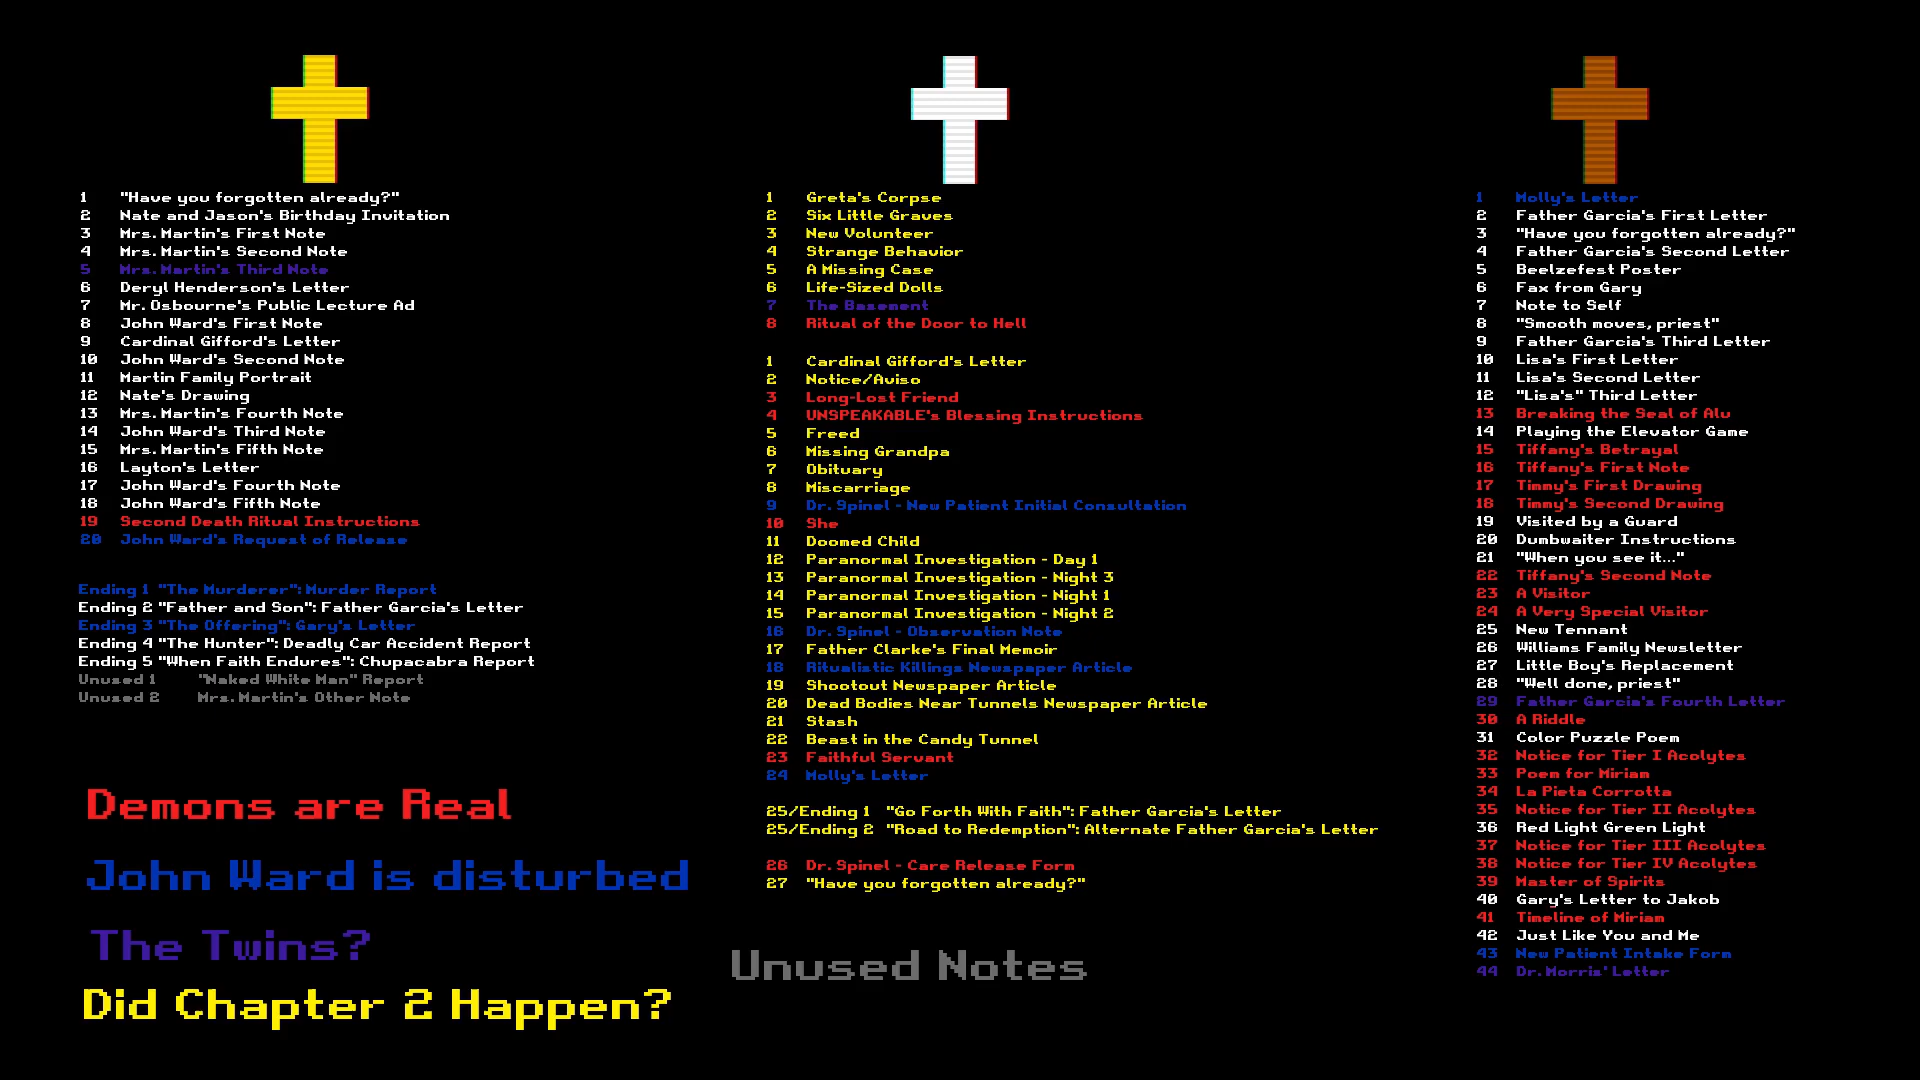 1 "Have you forgotten already?"
2 Nate and Jason's Birthday Invitation
3 Mrs. Martin's First Note
4 Mrs. Martin's Second Note
5 Mrs. Martin's Third Note
6 Deryl Henderson's Letter
7 Mr. Osbourne's Public Lecture Ad
8 John Ward's First Note
9 Cardinal Gifford's Letter
10 John Ward's Second Note
11 Martin Family Portrait
12 Nate's Drawing
13 Mrs. Martin's Fourth Note
14 John Ward's Third Note
15 Mrs. Martin's Fifth Note
16 Layton's Letter
17 John Ward's Fourth Note
18 John Ward's Fifth Note
19 Second Death Ritual Instructions
20 John Ward's Request of Release
Ending 1 "The Murderer": Murder Report
Ending 2 "Father and Son": Father Garcia's Letter
Ending 3 "The Offering": Gary's Letter
Ending 4 "The Hunter": Deadly Car Accident Report
Ending 5 "When Faith Endures": Chupacabra Report
Unused 1 "Naked White Man" Report
Unused 2 Mrs. Martin's Other Note
Demons are Real
John Ward is disturbed
The Twins?
Did Chapter 2 Happen?
1 Greta's Corpse
2 Six Little Graves
3 New Volunteer
4 Strange Behavior
5 A Missing Case
6 Life-Sized Dolls
7 The Basement
8 Ritual of the Door to Hell
1 Cardinal Gifford's Letter
2 Notice/Aviso
3 Long-Lost Friend
4 UNSPEAKABLE's Blessing Instructions
5 Freed
6 Missing Grandpa
7 Obituary
8 Miscarriage
9 Dr. Spinel - New Patient Initial Consultation
10 She
11 Doomed Child
12 Paranormal Investigation - Day 1
13 Paranormal Investigation - Night 3
14 Paranormal Investigation - Night 1
15 Paranormal Investigation - Night 2
16 Dr. Spinel - Observation Note
17 Father Clarke's Final Memoir
18 Ritualistic Killings Newspaper Article
19 Shootout Newspaper Article
20 Dead Bodies Near Tunnels Newspaper Article
21 Stash
22 Beast in the Candy Tunnel
23 Faithful Servant
24 Molly's Letter
25/Ending 1 "Go Forth With Faith": Father Garcia's Letter
25/Ending 2 "Road to Redemption": Alternate Father Garcia's Letter
26 Dr. Spinel - Care Release Form
27 "Have you forgotten already?"
Unused Notes
1 Molly's Letter
2 Father Garcia's First Letter
3 "Have you forgotten already?"
4 Father Garcia's Second Letter
5 Beelzefest Poster
6 Fax from Gary
7 Note to Self
8 "Smooth moves, priest"
9 Father Garcia's Third Letter
10 Lisa's First Letter
11 Lisa's Second Letter
12 "Lisa's" Third Letter
13 Breaking the Seal of Alu
14 Playing the Elevator Game
15 Tiffany's Betrayal
16 Tiffany's First Note
17 Timmy's First Drawing
18 Timmy's Second Drawing
19 Visited by a Guard
20 Dumbwaiter Instructions
21 "When you see it..."
22 Tiffany's Second Note
23 A Visitor
24 A Very Special Visitor
25 New Tennant
26 Williams Family Newsletter
27 Little Boy's Replacement
28 "Well done, priest"
29 Father Garcia's Fourth Letter
30 A Riddle
31 Color Puzzle Poem
32 Notice for Tier I Acolytes
33 Poem for Miriam
34 La Pieta Corrotta
35 Notice for Tier II Acolytes
36 Red Light Green Light
37 Notice for Tier III Acolytes
38 Notice for Tier IV Acolytes
39 Master of Spirits
40 Gary's Letter to Jakob
41 Timeline of Miriam
42 Just Like You and Me
43 New Patient Intake Form
44 Dr. Morris' Letter